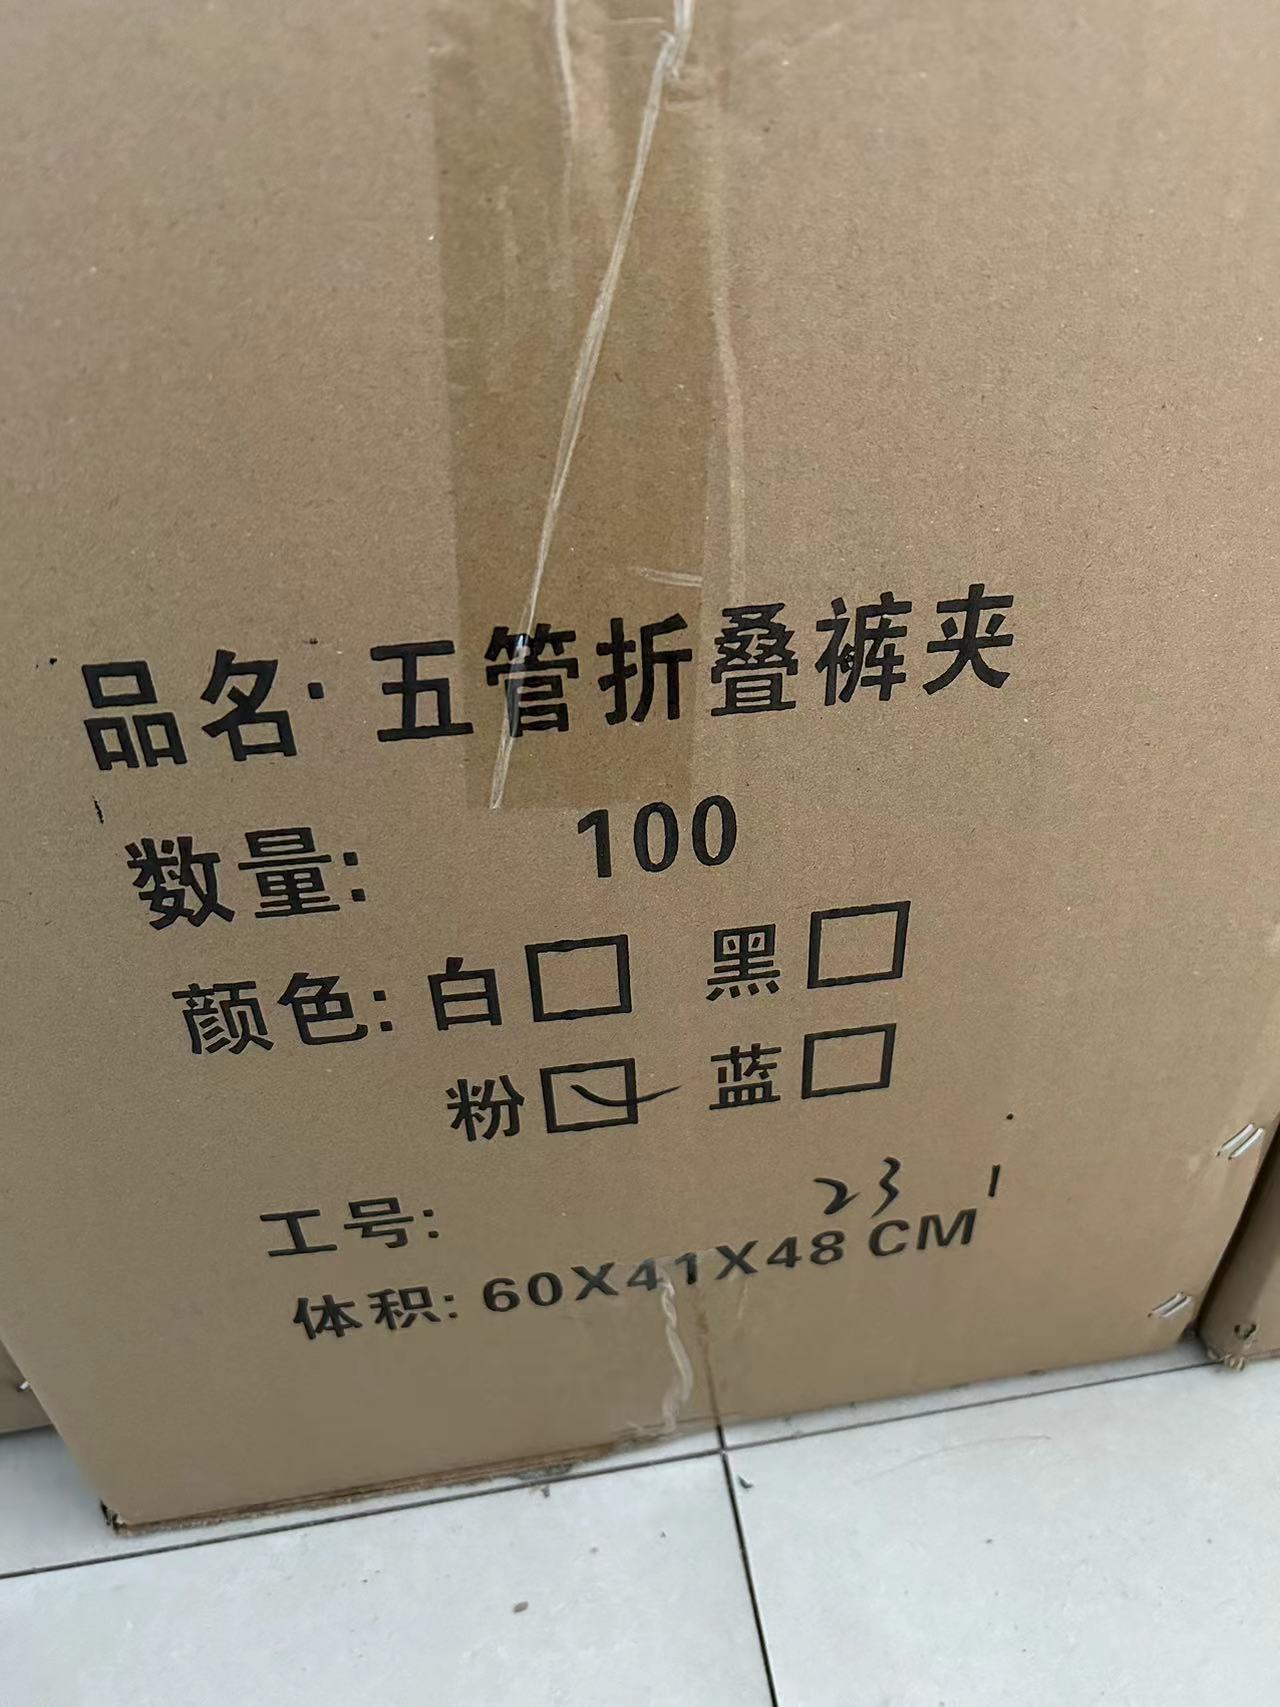 品名: 五管折叠裤夹
数量: 100
颜色: 白□ 黑□
粉☑ 蓝□
工号: 23 1
体积: 60X41X48 CM